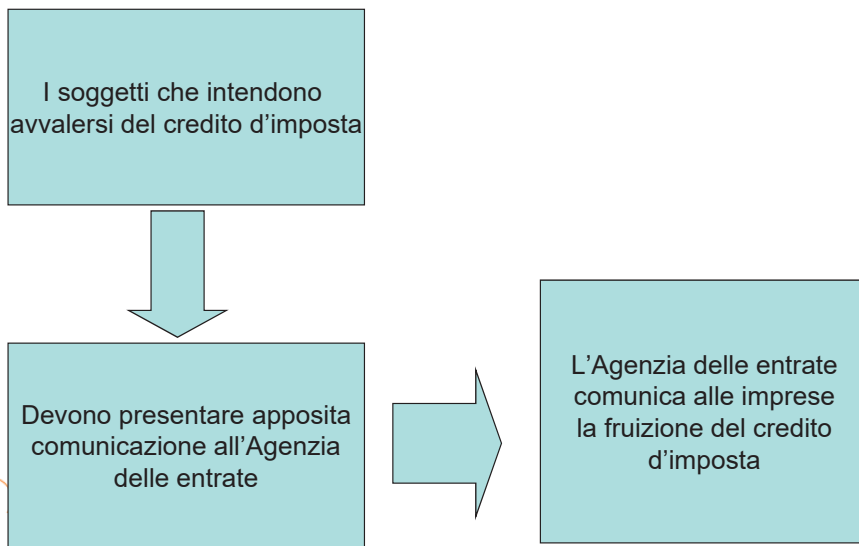 I soggetti che intendono
avvalersi del credito d’imposta
Devono presentare apposita
comunicazione all’Agenzia
delle entrate
L’Agenzia delle entrate
comunica alle imprese
la fruizione del credito
d’imposta